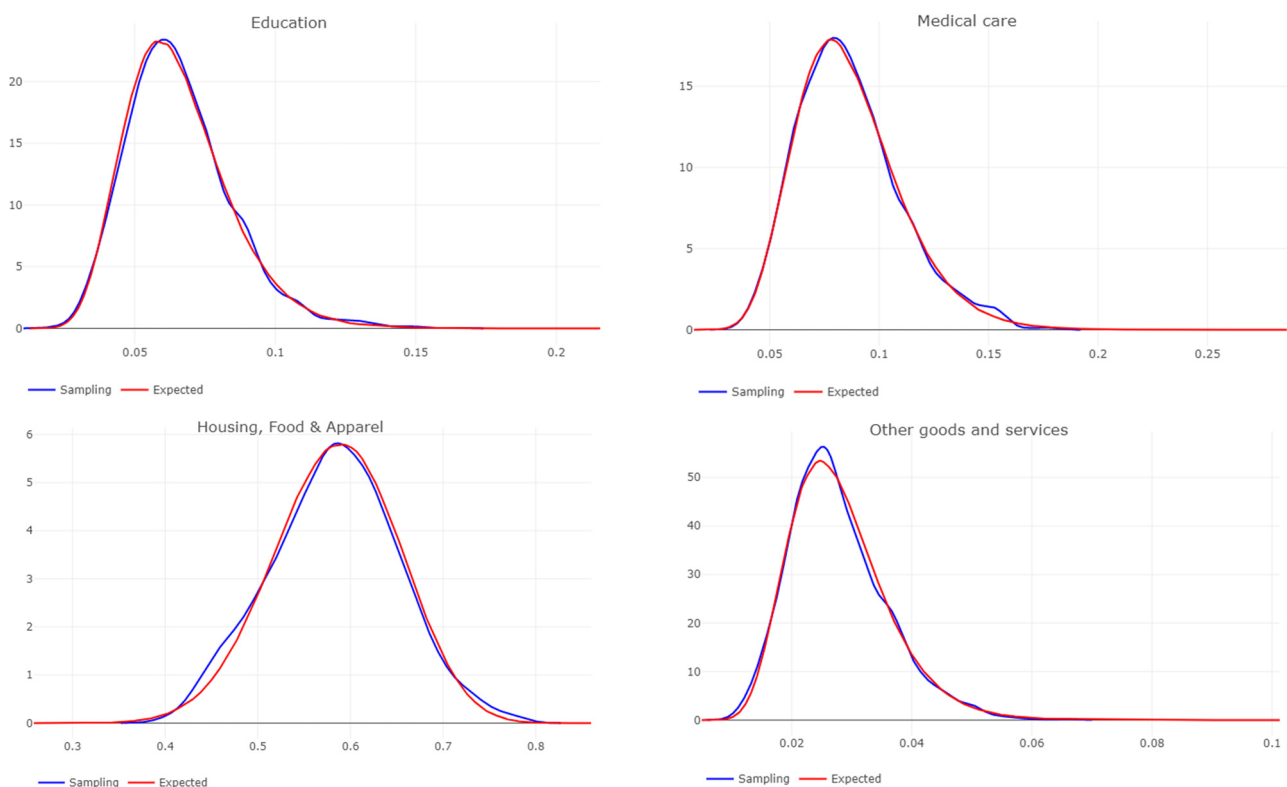 Education
20
15
10
5
0
0.05 0.1 0.15 0.2
Sampling Expected
Medical care
15
10
5
0
0.05 0.1 0.15 0.2 0.25
Sampling Expected
Housing, Food & Apparel
6
5
4
3
2
1
0
0.3 0.4 0.5 0.6 0.7 0.8
Sampling Expected
Other goods and services
50
40
30
20
10
0
0.02 0.04 0.06 0.08 0.1
Sampling Expected